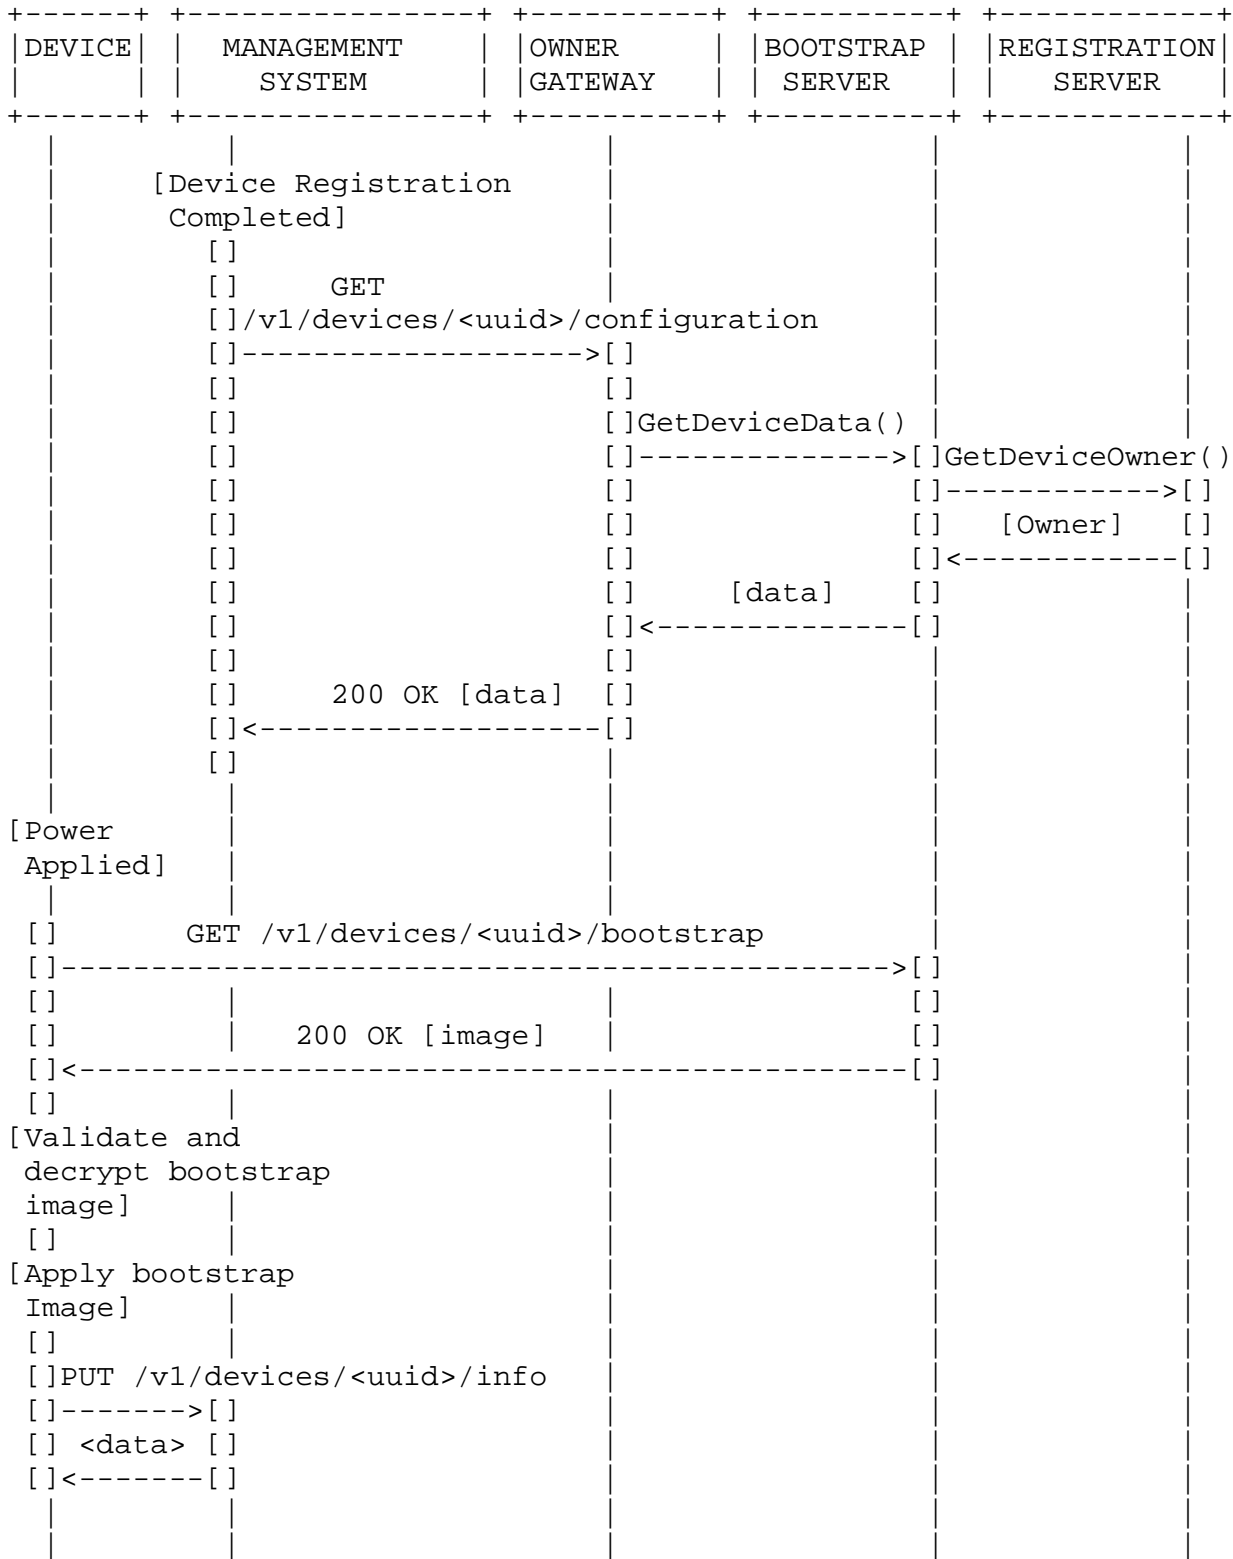 DEVICE MANAGEMENT OWNER BOOTSTRAP REGISTRATION
SYSTEM GATEWAY SERVER SERVER
[Device Registration
Completed]
[] GET
[]/v1/devices/<uuid>/configuration
[]------------------->[]
[] []
[] []GetDeviceData()
[] []-------------->[]GetDeviceOwner()
[] [] []------------>[]
[] [] [] [Owner] []
[] [] []<------------[]
[] [] [data] []
[] []<--------------[]
[] []
[] 200 OK [data] []
[]<-------------------[]
[]
[Power
Applied]
[] GET /v1/devices/<uuid>/bootstrap
[]----------------------------------------------->[]
[] []
[] 200 OK [image] []
[]<-----------------------------------------------[]
[]
[Validate and
decrypt bootstrap
image]
[]
[Apply bootstrap
Image]
[]
[]PUT /v1/devices/<uuid>/info
[]------->[]
[] <data> []
[]<-------[]